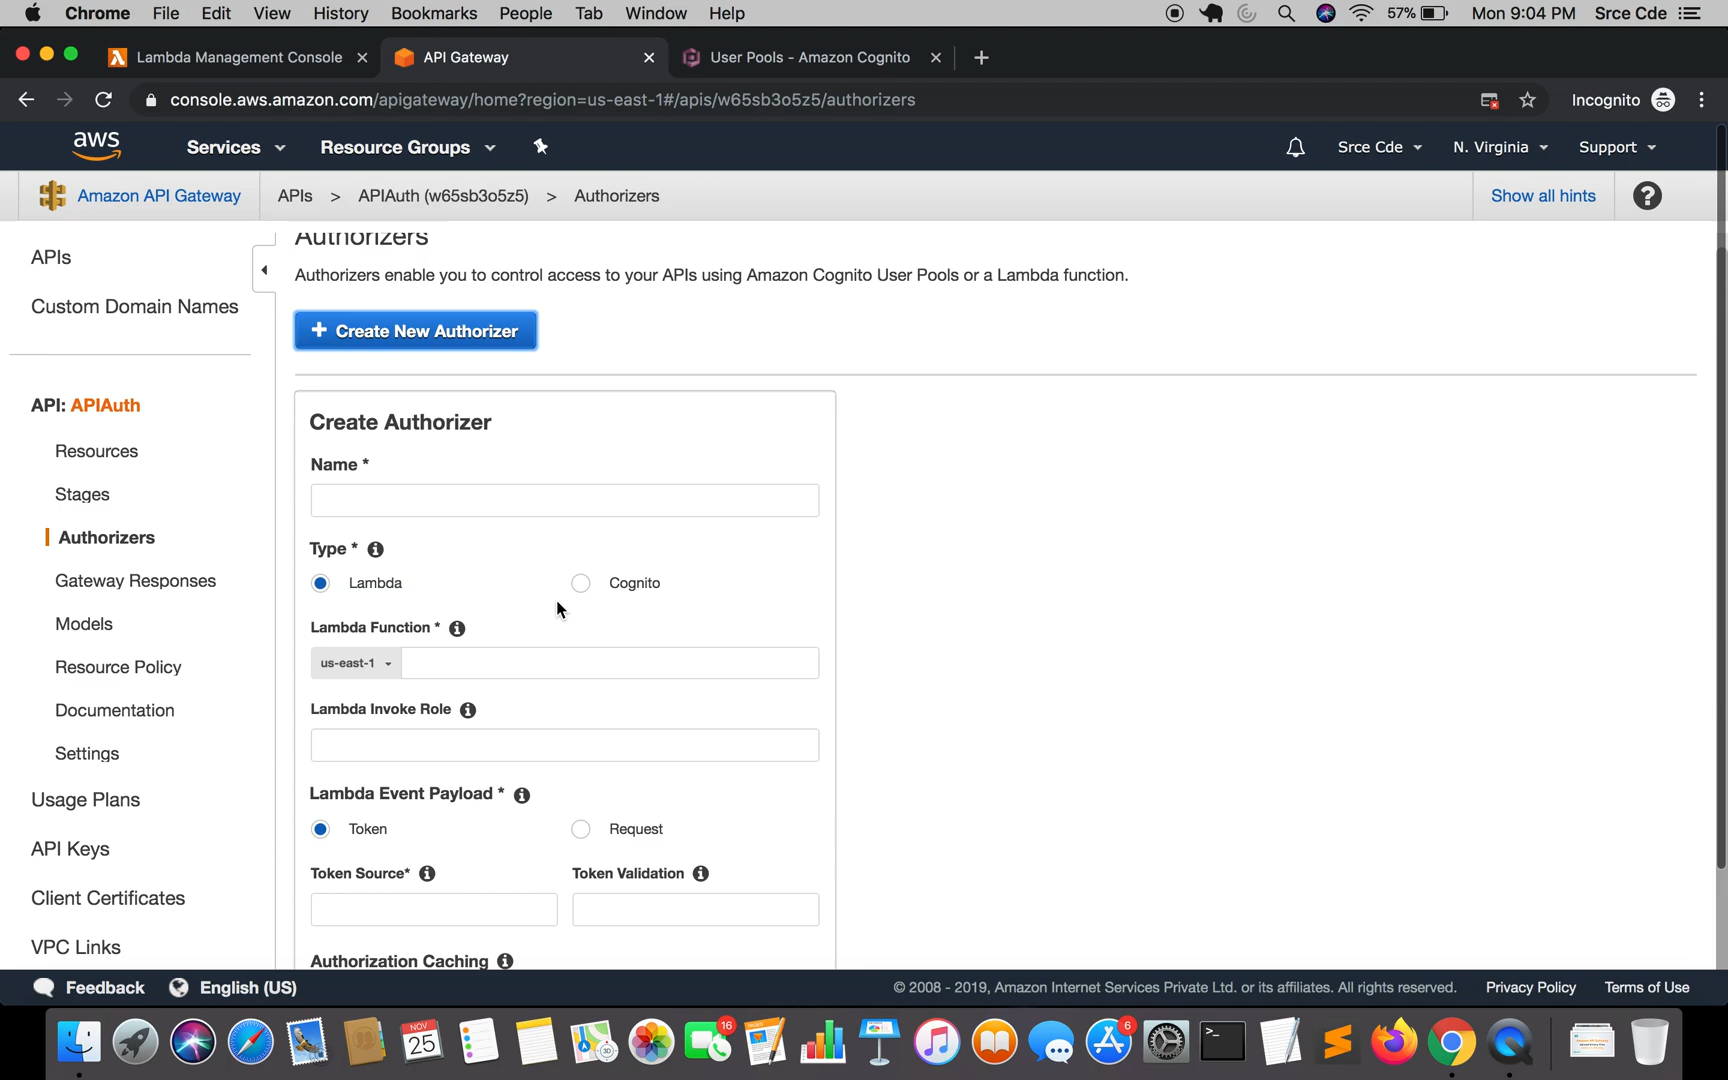 Chrome File Edit View History Bookmarks People Tab Window Help 57% Mon 9:04 PM Srce Cde
Lambda Management Console API Gateway User Pools - Amazon Cognito
console.aws.amazon.com/apigateway/home?region=us-east-1#/apis/w65sb3o5z5/authorizers Incognito
aws Services Resource Groups Srce Cde N. Virginia Support
Amazon API Gateway APIs > APIAuth (w65sb3o5z5) > Authorizers Show all hints ?
APIs
Custom Domain Names
API: APIAuth
Resources
Stages
Authorizers
Gateway Responses
Models
Resource Policy
Documentation
Settings
Usage Plans
API Keys
Client Certificates
VPC Links
Authorizers
Authorizers enable you to control access to your APIs using Amazon Cognito User Pools or a Lambda function.
+ Create New Authorizer
Create Authorizer
Name *
Type *
Lambda Cognito
Lambda Function *
us-east-1
Lambda Invoke Role
Lambda Event Payload *
Token Request
Token Source* Token Validation
Authorization Caching
Feedback English (US) © 2008 - 2019, Amazon Internet Services Private Ltd. or its affiliates. All rights reserved. Privacy Policy Terms of Use
NOV
25
16
6